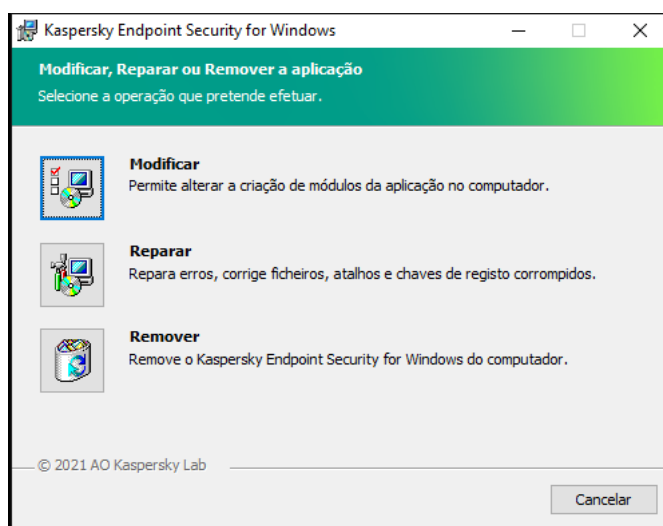 Kaspersky Endpoint Security for Windows
Modificar, Reparar ou Remover a aplicação
Selecione a operação que pretende efetuar.
Modificar
Permite alterar a criação de módulos da aplicação no computador.
Reparar
Repara erros, corrige ficheiros, atalhos e chaves de registo corrompidos.
Remover
Remove o Kaspersky Endpoint Security for Windows do computador.
© 2021 AO Kaspersky Lab
Cancelar